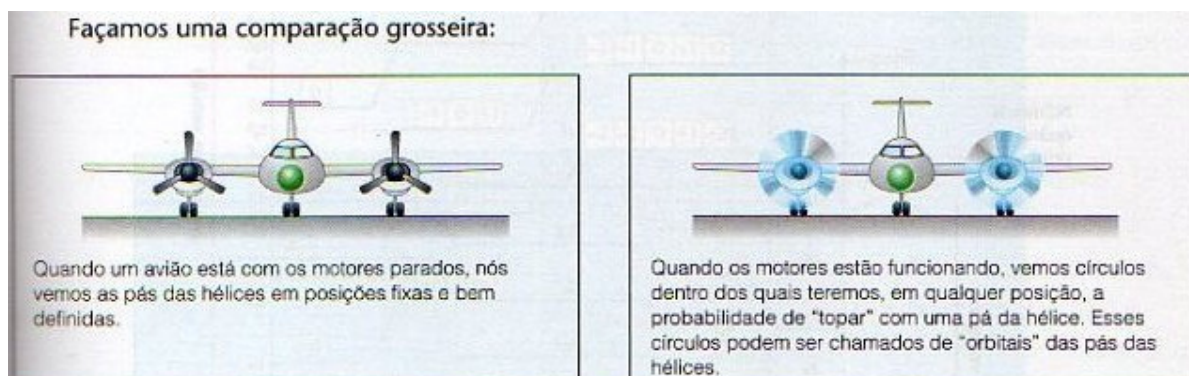 Façamos uma comparação grosseira:
Quando um avião está com os motores parados, nós
vemos as pás das hélices em posições fixas e bem
definidas.
Quando os motores estão funcionando, vemos círculos
dentro dos quais teremos, em qualquer posição, a
probabilidade de "topar" com uma pá da hélice. Esses
círculos podem ser chamados de "orbitais" das pás das
hélices.